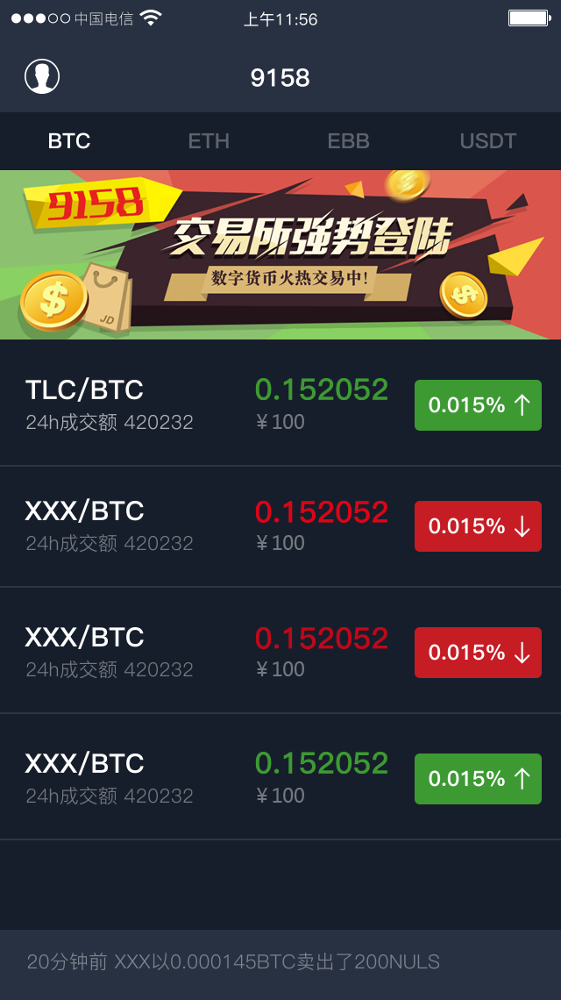 中国电信 上午11:56
9158
BTC ETH EBB USDT
9158
交易所强势登陆
数字货币火热交易中!
JD
TLC/BTC 0.152052 0.015% ↑
24h成交额 420232 ¥100
XXX/BTC 0.152052 0.015% ↓
24h成交额 420232 ¥100
XXX/BTC 0.152052 0.015% ↓
24h成交额 420232 ¥100
XXX/BTC 0.152052 0.015% ↑
24h成交额 420232 ¥100
20分钟前 XXX以0.000145BTC卖出了200NULS